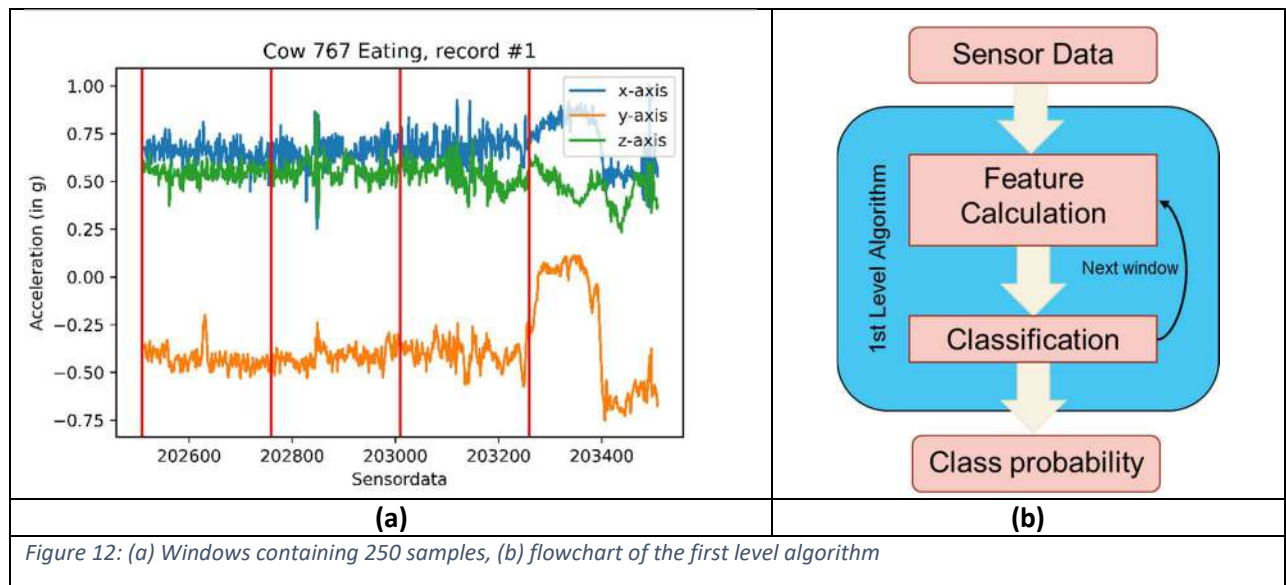 Cow 767 Eating, record #1
1.00
0.75
0.50
0.25
0.00
−0.25
−0.50
−0.75
Acceleration (in g)
x-axis
y-axis
z-axis
202600 202800 203000 203200 203400
Sensordata
(a)
Sensor Data
1st Level Algorithm
Feature
Calculation
Next window
Classification
Class probability
(b)
Figure 12: (a) Windows containing 250 samples, (b) flowchart of the first level algorithm